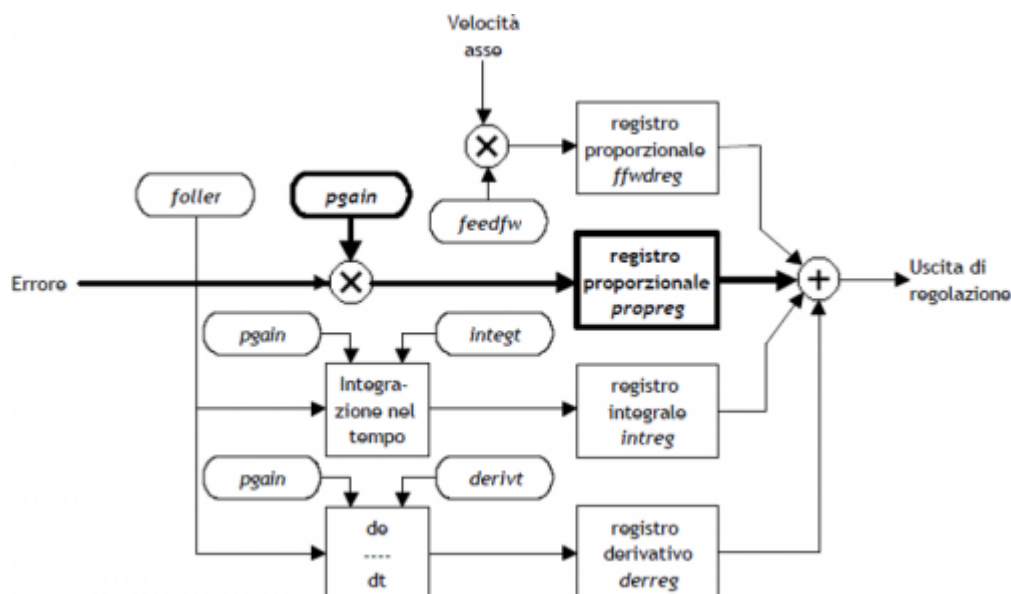 Velocità
asse
registro
proporzionale
ffwdreg
foller
pgain
feedfw
Errore
registro
proporzionale
propreg
Uscita di
regolazione
pgain
integt
Integra-
zione nel
tempo
registro
integrale
intreg
pgain
derivt
de
----
dt
registro
derivativo
derreg